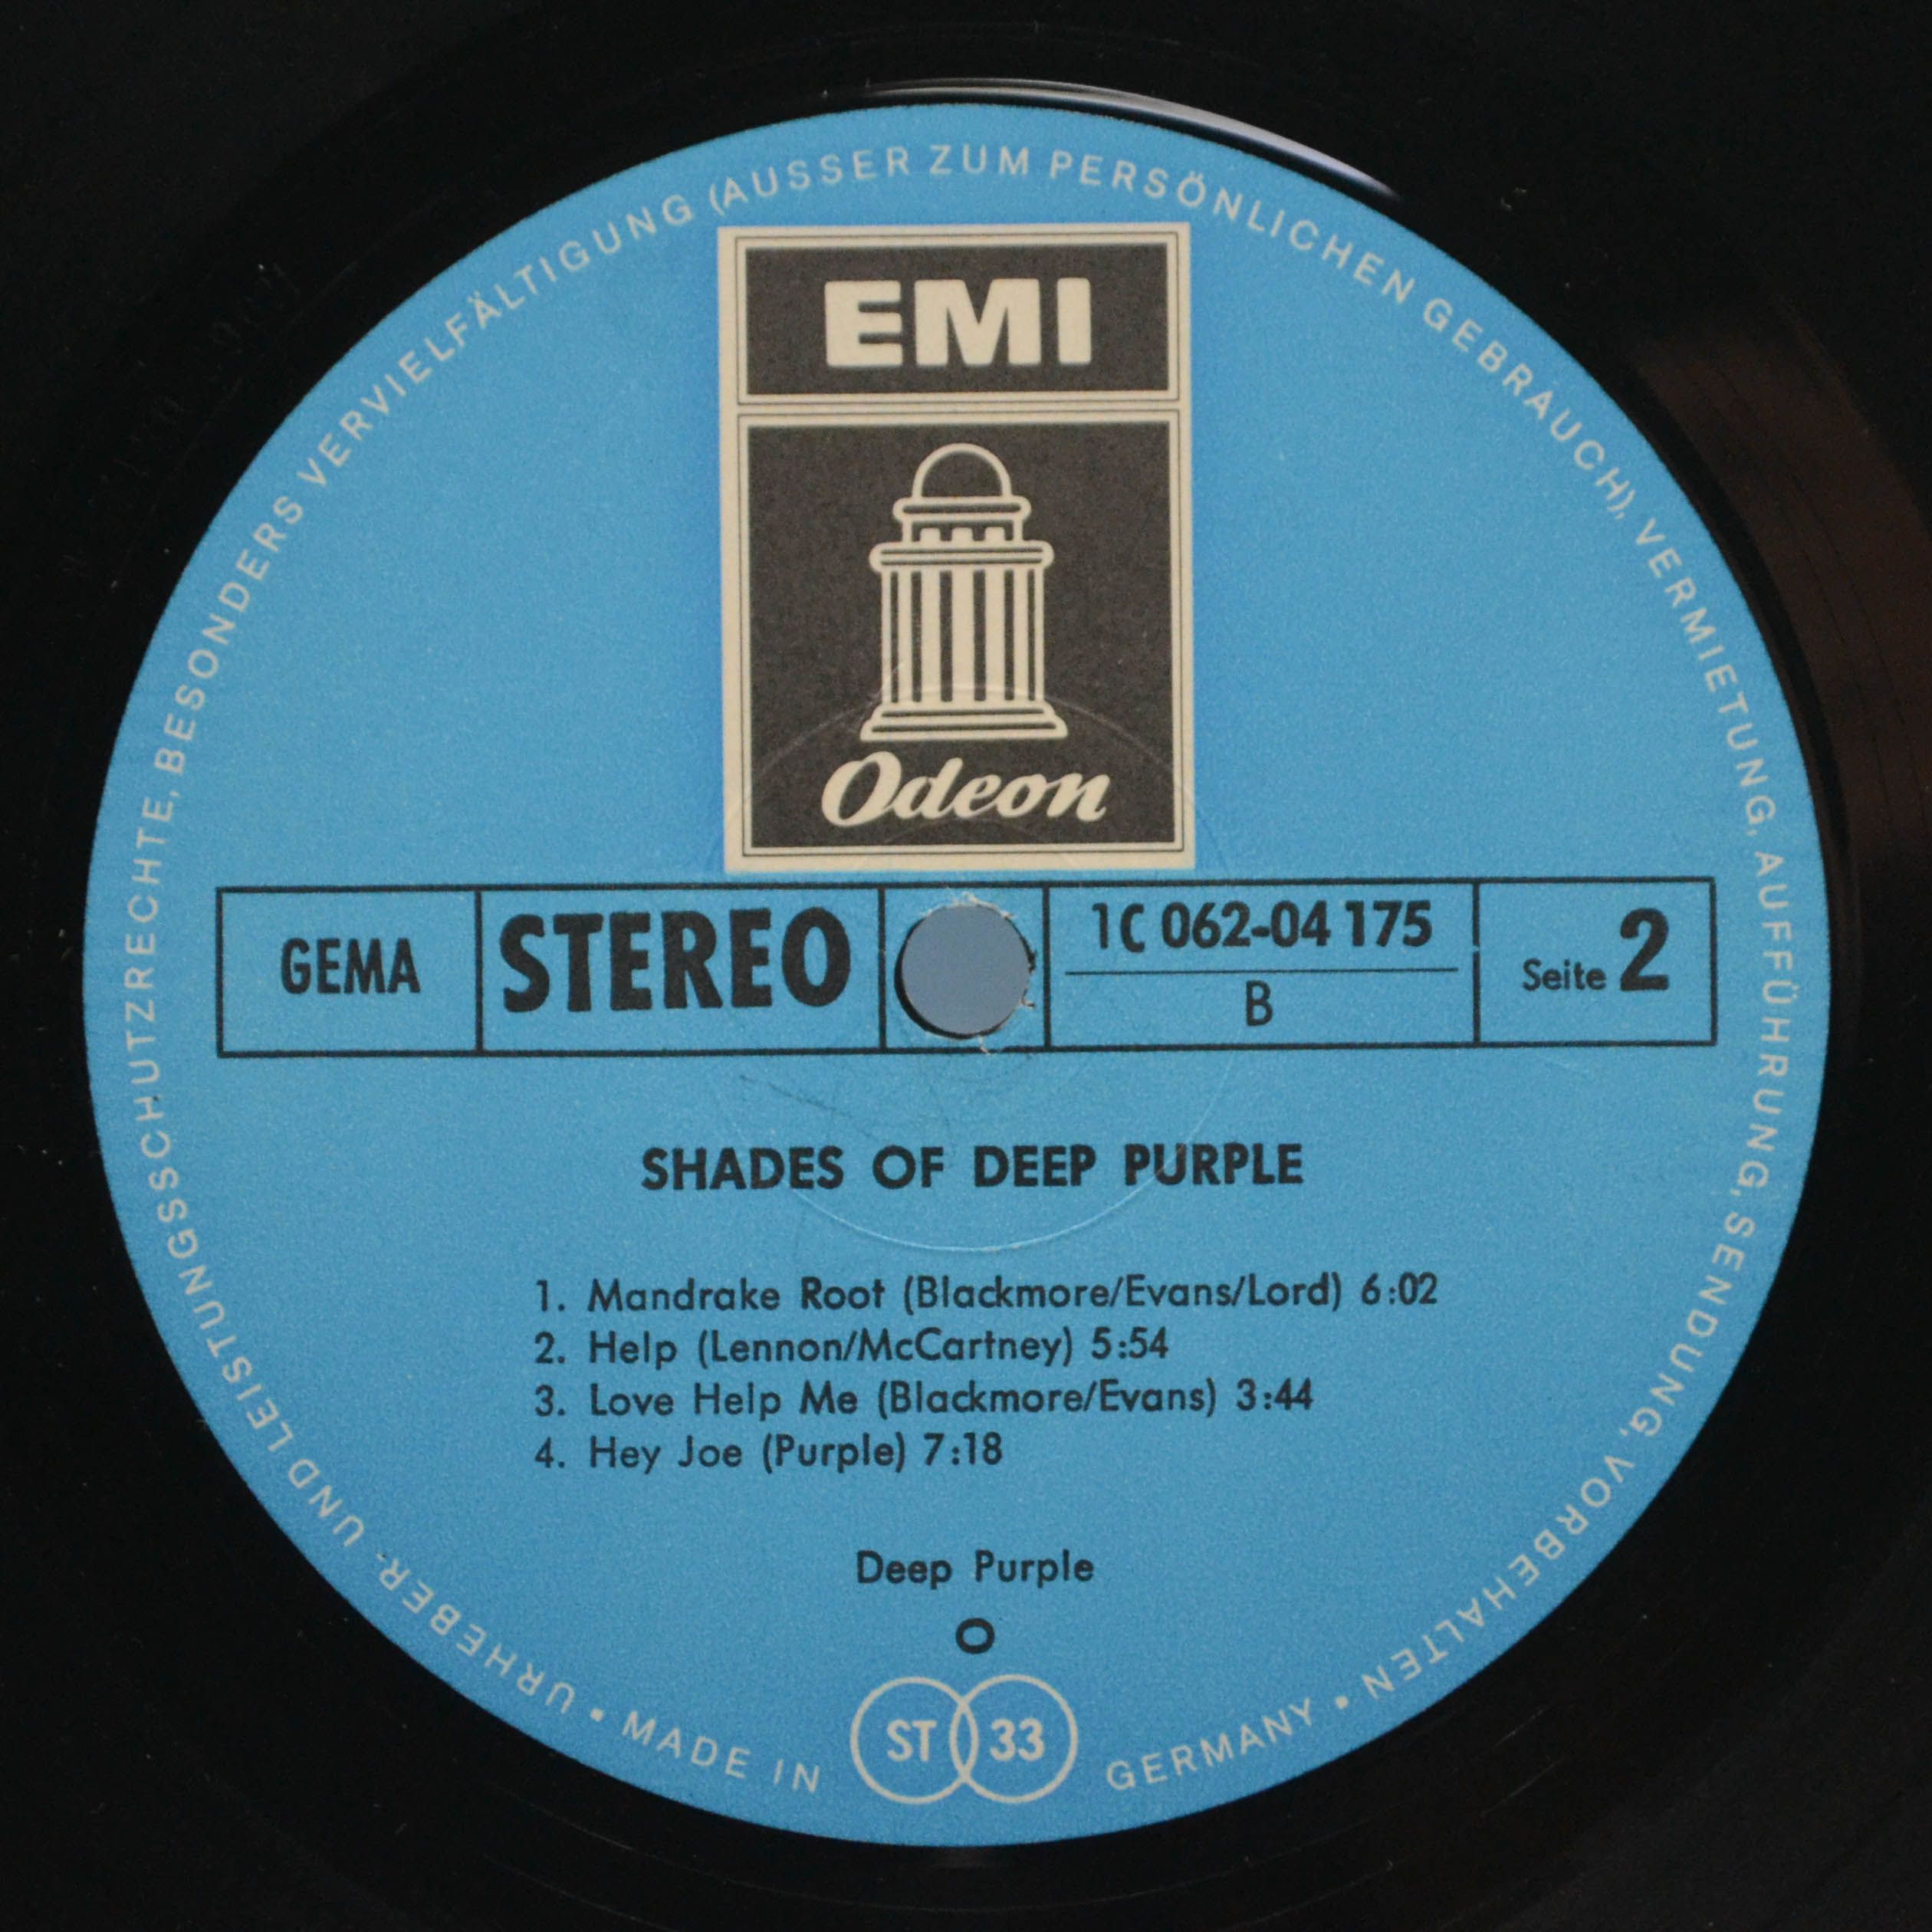 URHEBER- UND LEISTUNGSSCHUTZRECHTE, BESONDERS VERVIELFÄLTIGUNG (AUSSER ZUM PERSÖNLICHEN GEBRAUCH), VERMIETUNG, AUFFÜHRUNG, SENDUNG, VORBEHALTEN •
EMI
Odeon
GEMA
STEREO
1C 062-04 175
B
Seite 2
SHADES OF DEEP PURPLE
1. Mandrake Root (Blackmore/Evans/Lord) 6:02
2. Help (Lennon/McCartney) 5:54
3. Love Help Me (Blackmore/Evans) 3:44
4. Hey Joe (Purple) 7:18
Deep Purple
O
ST 33
• MADE IN GERMANY